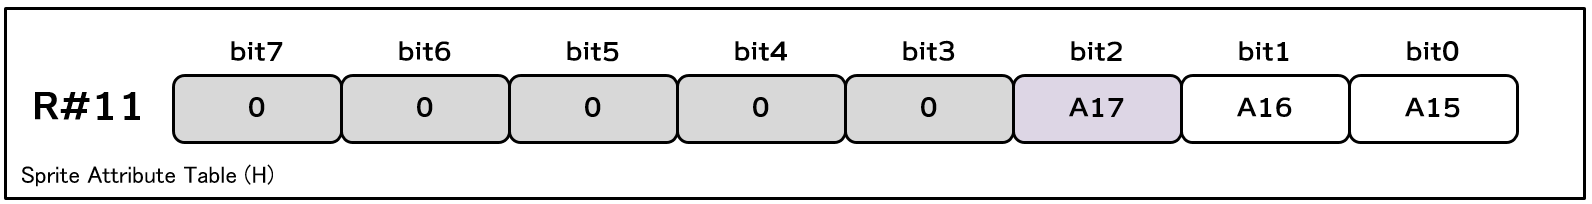 bit7 bit6 bit5 bit4 bit3 bit2 bit1 bit0
R#11 0 0 0 0 0 A17 A16 A15
Sprite Attribute Table (H)